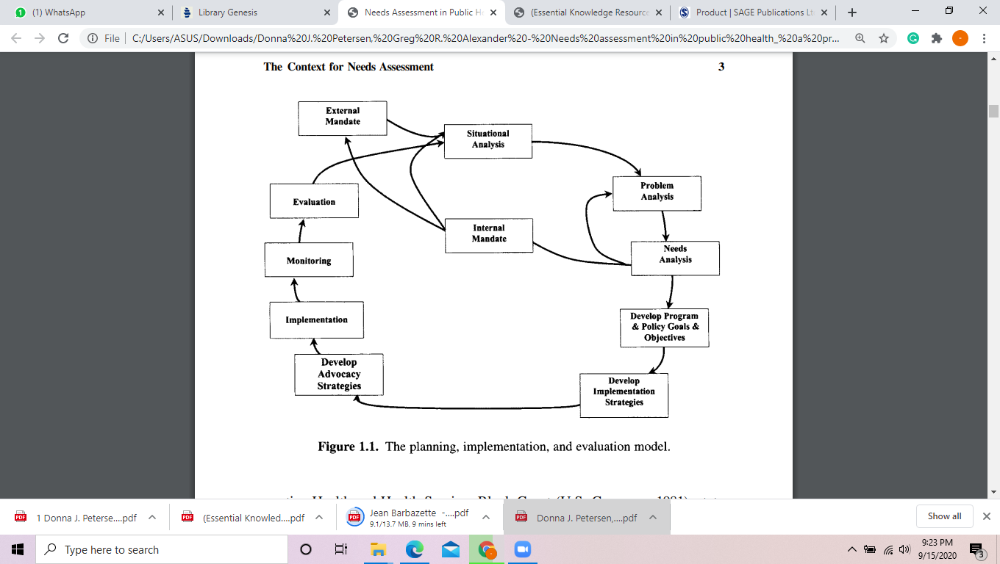 (1) WhatsApp
Library Genesis
Needs Assessment in Public He
(Essential Knowledge Resource
Product | SAGE Publications Lt
File | C:/Users/ASUS/Downloads/Donna%20J.%20Petersen,%20Greg%20R.%20Alexander%20-%20Needs%20assessment%20in%20public%20health_%20a%20pr...
The Context for Needs Assessment 3
External
Mandate
Situational
Analysis
Problem
Analysis
Evaluation
Internal
Mandate
Needs
Analysis
Monitoring
Develop Program
& Policy Goals &
Objectives
Implementation
Develop
Advocacy
Strategies
Develop
Implementation
Strategies
Figure 1.1. The planning, implementation, and evaluation model.
1 Donna J. Peterse....pdf
(Essential Knowled....pdf
Jean Barbazette -....pdf
9.1/13.7 MB, 9 mins left
Donna J. Petersen,....pdf
Show all
Type here to search
9:23 PM
9/15/2020
3